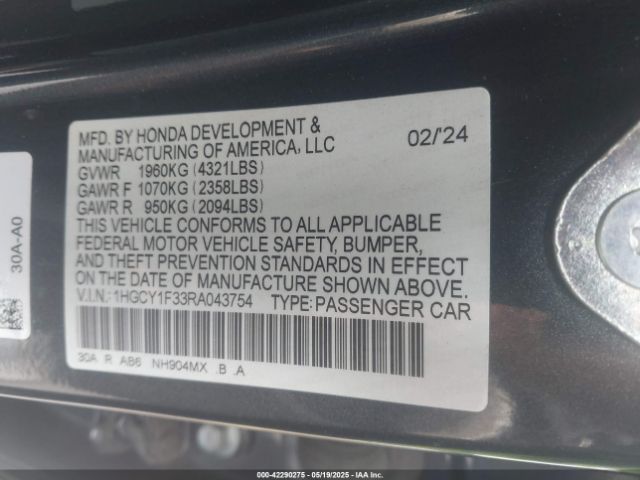 MFD. BY HONDA DEVELOPMENT & 02/'24
MANUFACTURING OF AMERICA, LLC
GVWR 1960KG (4321LBS)
GAWR F 1070KG (2358LBS)
GAWR R 950KG (2094LBS)
THIS VEHICLE CONFORMS TO ALL APPLICABLE
FEDERAL MOTOR VEHICLE SAFETY, BUMPER,
AND THEFT PREVENTION STANDARDS IN EFFECT
ON THE DATE OF MANUFACTURE SHOWN ABOVE.
V.I.N.: 1HGCY1F33RA043754 TYPE: PASSENGER CAR
30A R AB6 NH904MX .B .A
30A-A0
000-42290275 | 05/19/2025 | IAA Inc.